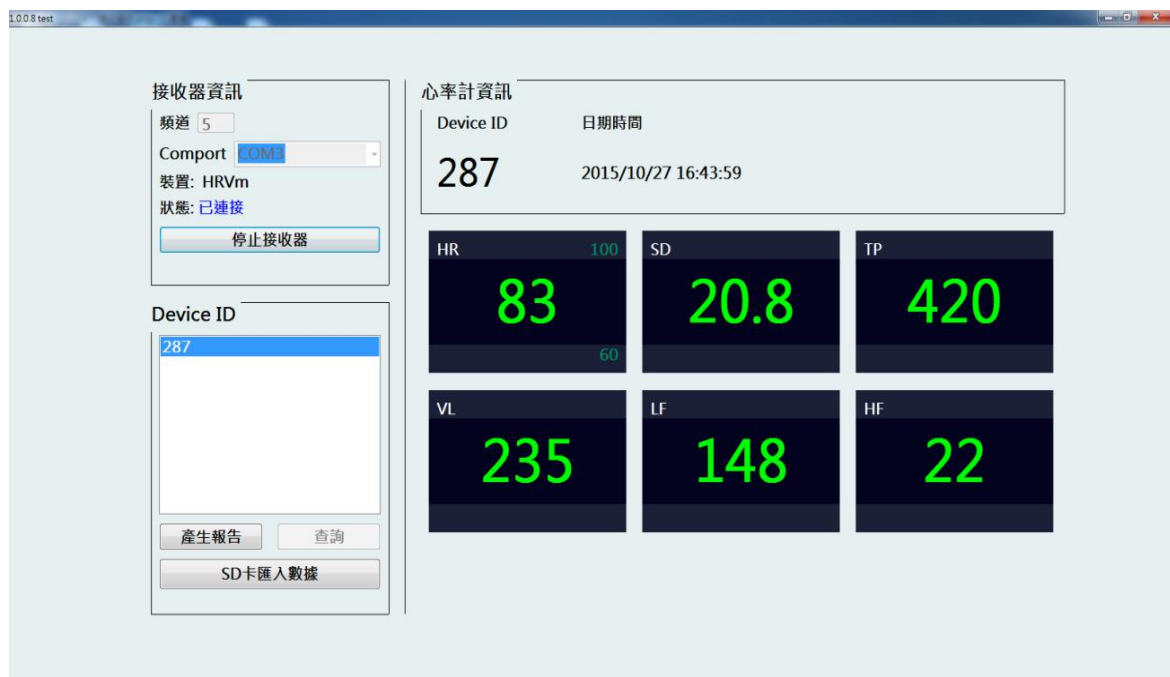 1.0.0.8 test
接收器資訊
頻道 5
Comport COM3
裝置: HRVm
狀態: 已連接
停止接收器
Device ID
287
產生報告 查詢
SD卡匯入數據
心率計資訊
Device ID 日期時間
287 2015/10/27 16:43:59
HR 100
83
60
SD
20.8
TP
420
VL
235
LF
148
HF
22